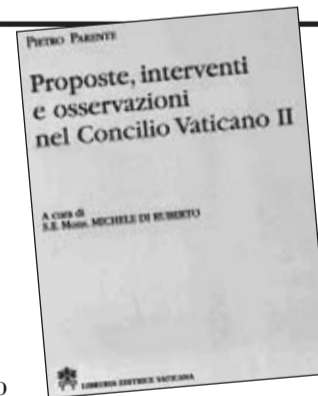 PIETRO PARENTE
Proposte, interventi
e osservazioni
nel Concilio Vaticano II
A cura di
S.E. Mons. MICHELE DI RUBERTO
LIBRERIA EDITRICE VATICANA
o